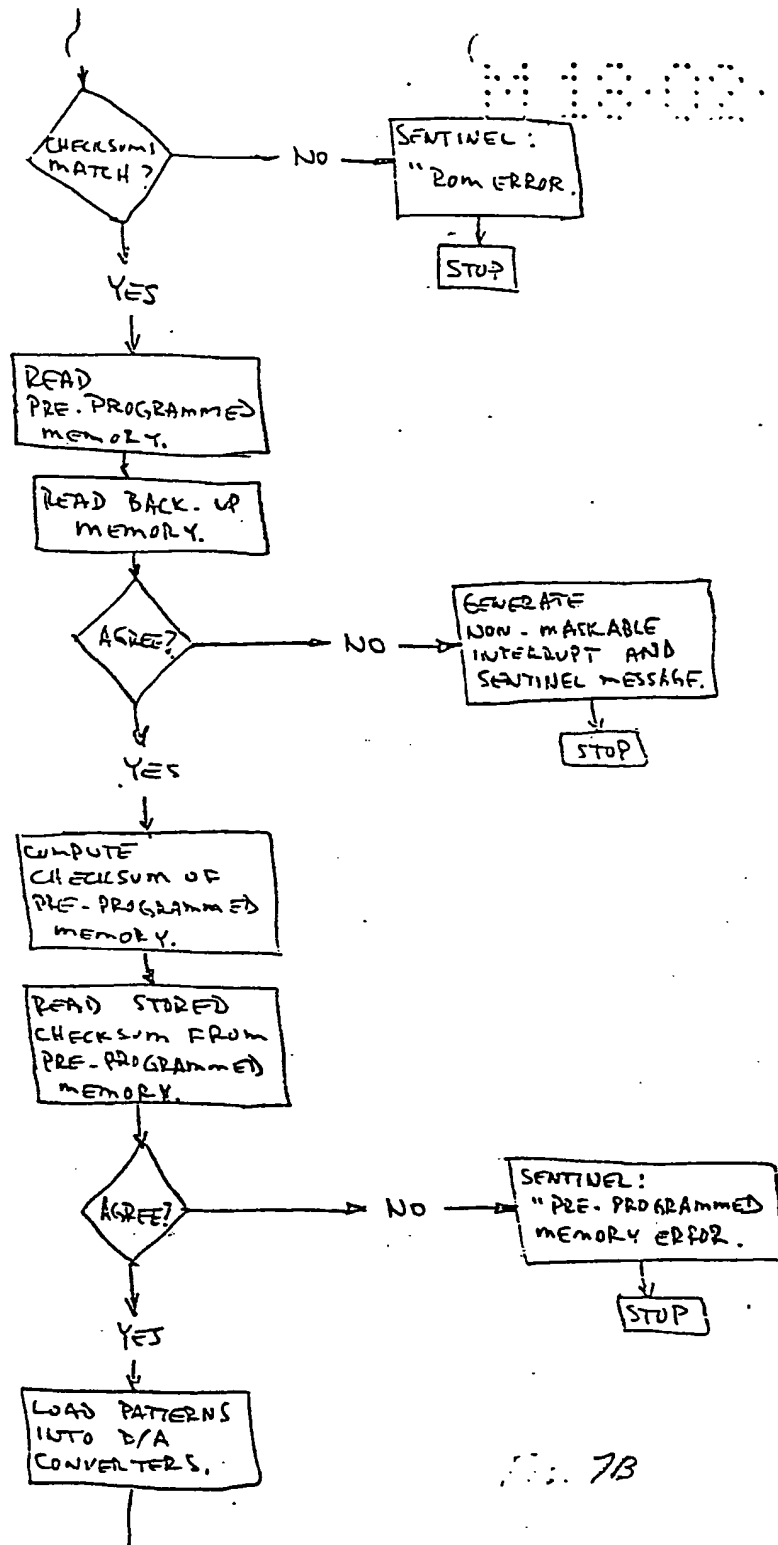 M 18·02
CHECKSUMS
MATCH?
NO
SENTINEL:
"ROM ERROR.
STOP
YES
READ
PRE-PROGRAMMED
MEMORY.
READ BACK-UP
MEMORY.
AGREE?
NO
GENERATE
NON-MASKABLE
INTERRUPT AND
SENTINEL MESSAGE.
STOP
YES
COMPUTE
CHECKSUM OF
PRE-PROGRAMMED
MEMORY.
READ STORED
CHECKSUM FROM
PRE-PROGRAMMED
MEMORY.
AGREE?
NO
SENTINEL:
"PRE-PROGRAMMED
MEMORY ERROR.
STOP
YES
LOAD PATTERNS
INTO D/A
CONVERTERS.
7B